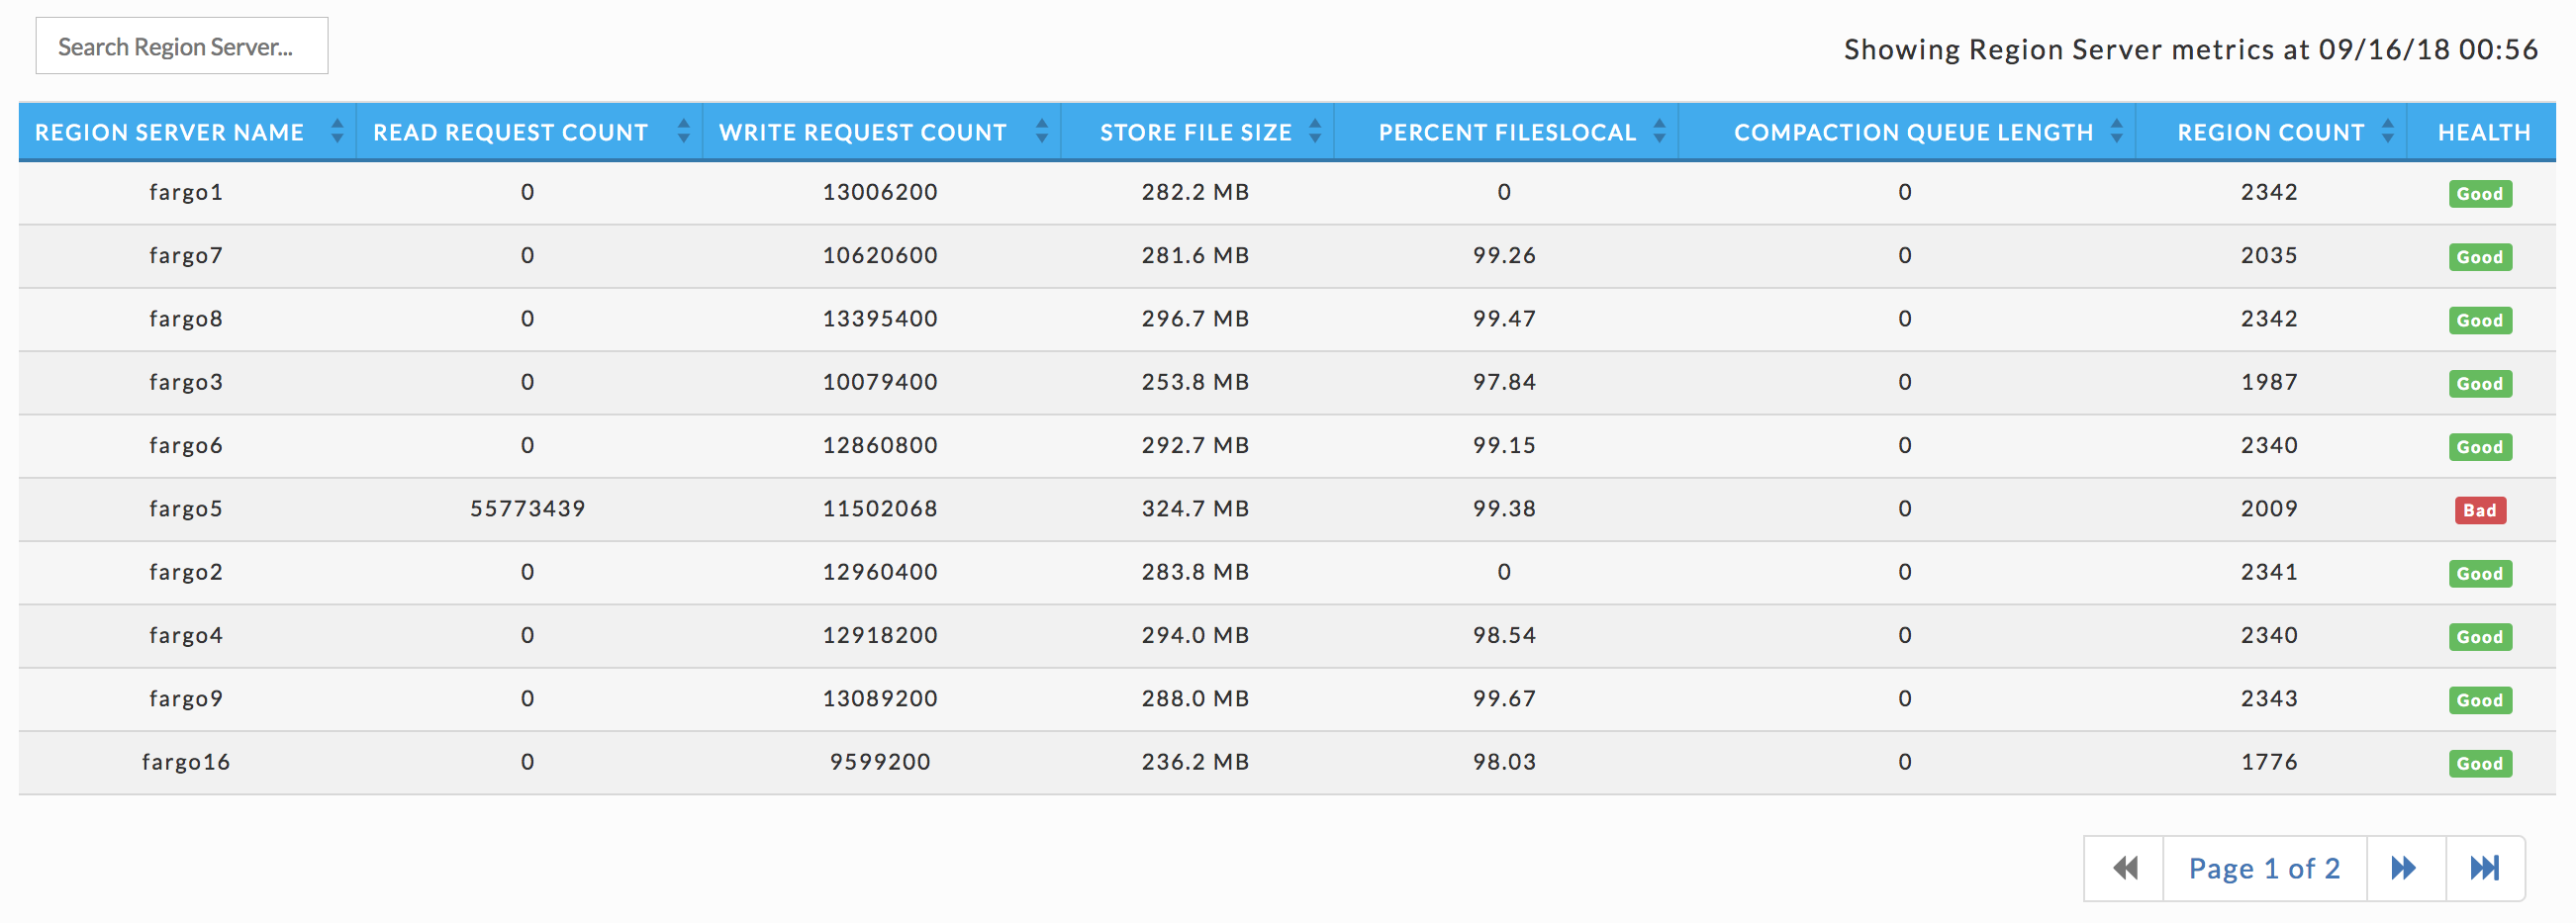 Search Region Server...
Showing Region Server metrics at 09/16/18 00:56
REGION SERVER NAME READ REQUEST COUNT WRITE REQUEST COUNT STORE FILE SIZE PERCENT FILESLOCAL COMPACTION QUEUE LENGTH REGION COUNT HEALTH
fargo1 0 13006200 282.2 MB 0 0 2342 Good
fargo7 0 10620600 281.6 MB 99.26 0 2035 Good
fargo8 0 13395400 296.7 MB 99.47 0 2342 Good
fargo3 0 10079400 253.8 MB 97.84 0 1987 Good
fargo6 0 12860800 292.7 MB 99.15 0 2340 Good
fargo5 55773439 11502068 324.7 MB 99.38 0 2009 Bad
fargo2 0 12960400 283.8 MB 0 0 2341 Good
fargo4 0 12918200 294.0 MB 98.54 0 2340 Good
fargo9 0 13089200 288.0 MB 99.67 0 2343 Good
fargo16 0 9599200 236.2 MB 98.03 0 1776 Good
Page 1 of 2